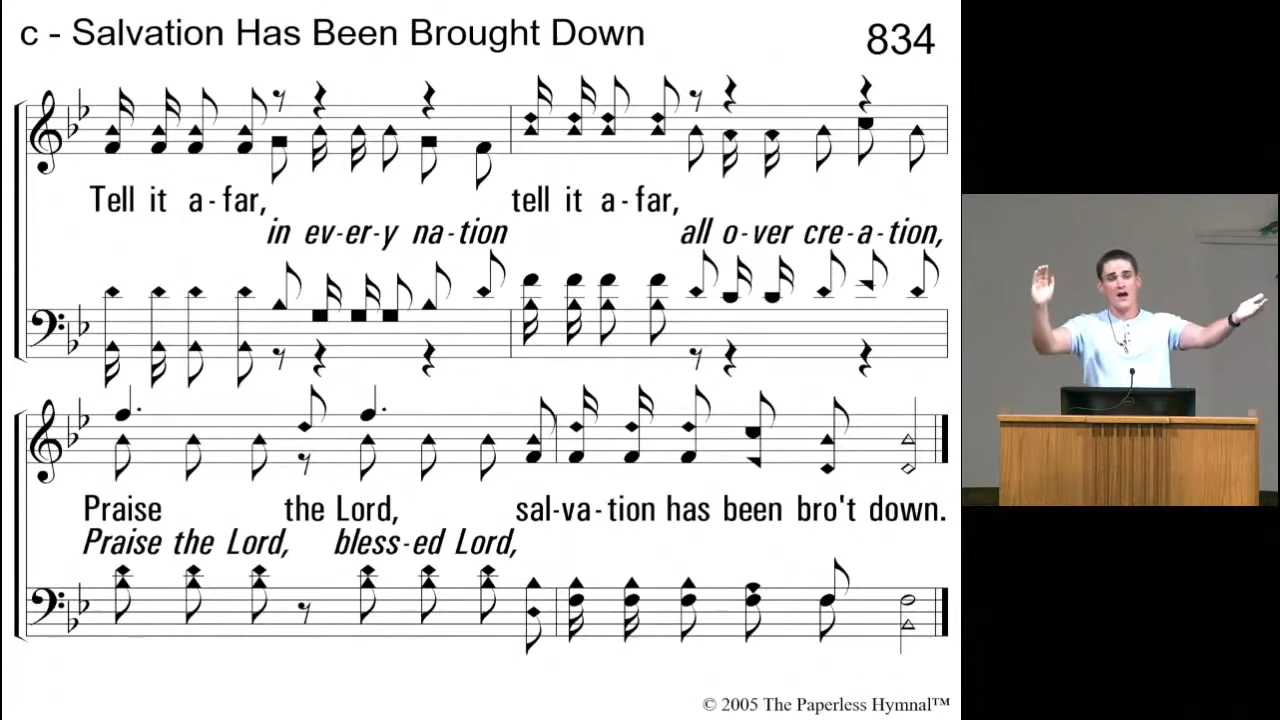 c - Salvation Has Been Brought Down
834
Tell it a-far, tell it a-far,
in ev-er-y na-tion all o-ver cre-a-tion,
Praise the Lord, sal-va-tion has been bro't down.
Praise the Lord, bless-ed Lord,
© 2005 The Paperless Hymnal™